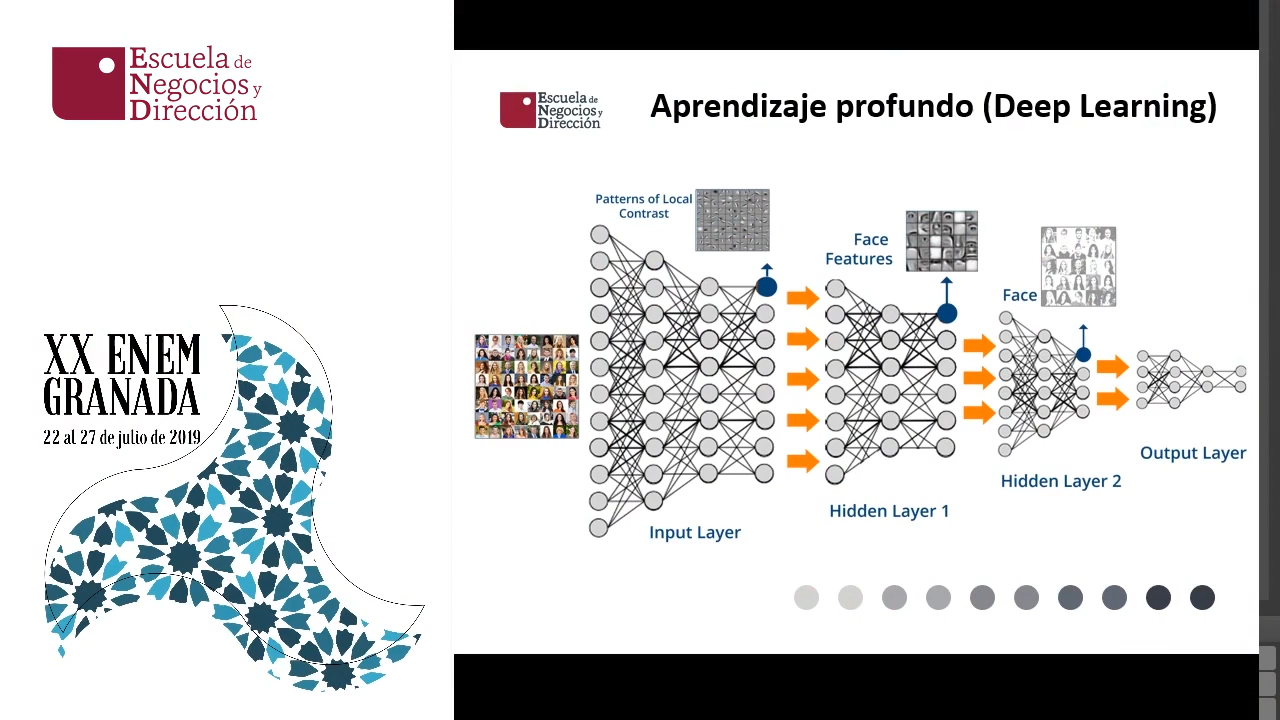 Escuela de
Negocios y
Dirección
XX ENEM
GRANADA
22 al 27 de julio de 2019
Escuela de
Negocios y
Dirección
Aprendizaje profundo (Deep Learning)
Patterns of Local
Contrast
Face
Features
Face
Input Layer
Hidden Layer 1
Hidden Layer 2
Output Layer